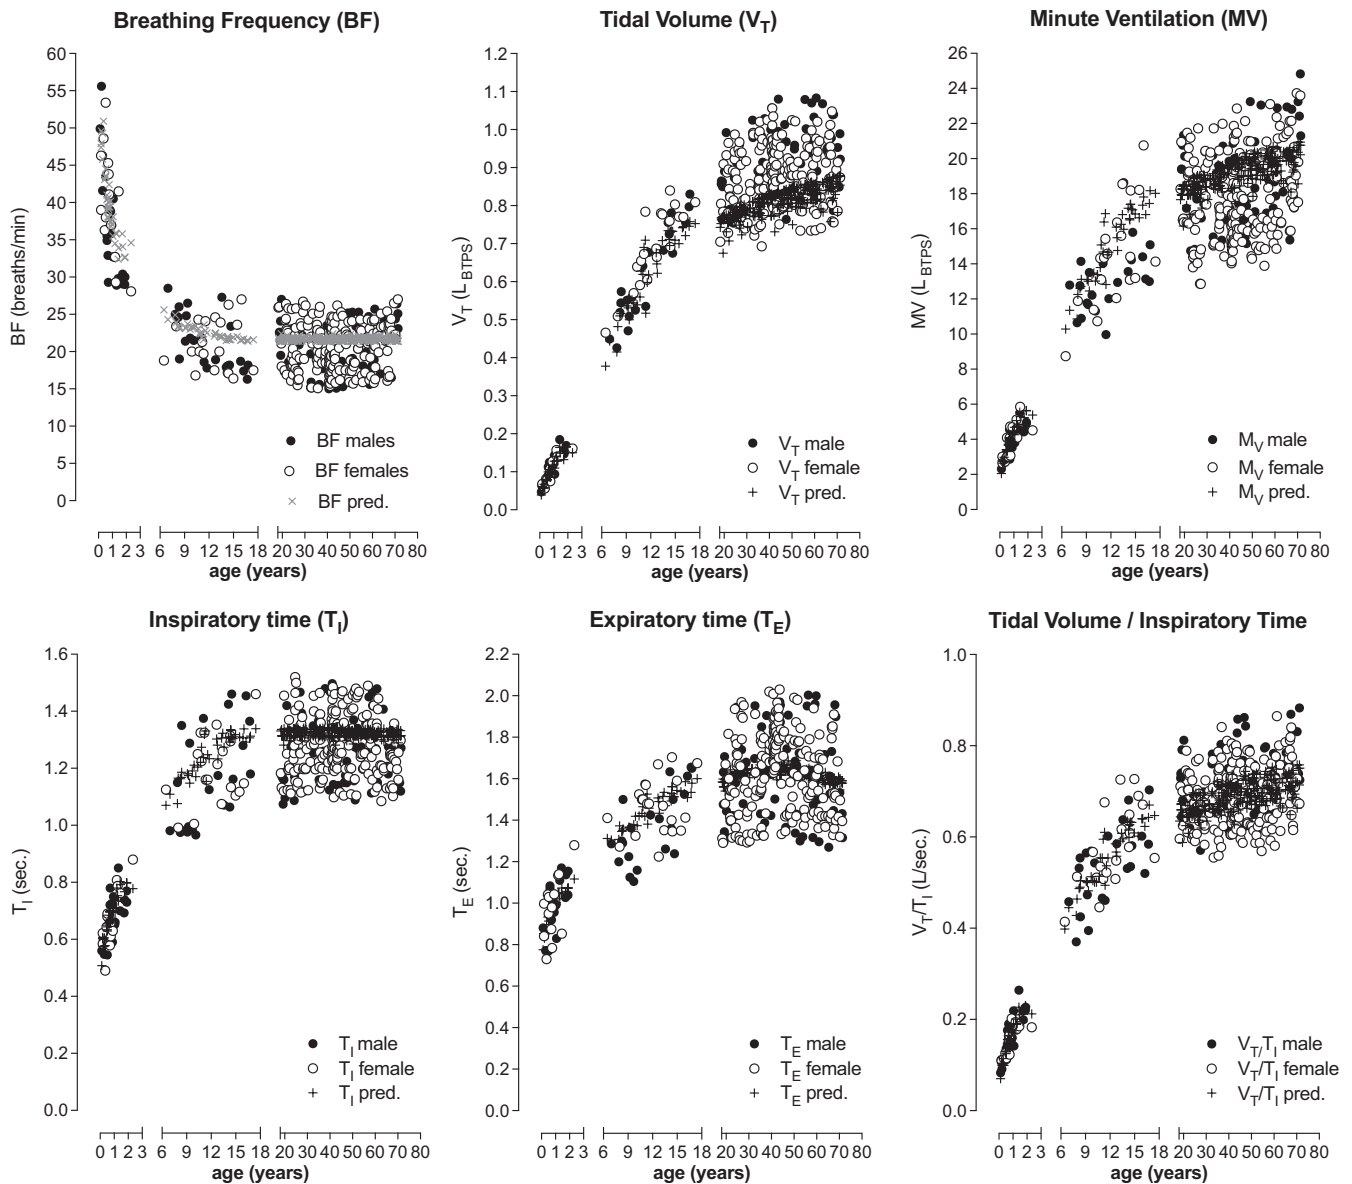 Breathing Frequency (BF)
60
55
50
45
40
35
30
25
20
15
10
5
0
BF (breaths/min)
BF males
BF females
BF pred.
0 1 2 3 6 9 12 15 18 20 30 40 50 60 70 80
age (years)
Tidal Volume (VT)
1.2
1.1
1.0
0.9
0.8
0.7
0.6
0.5
0.4
0.3
0.2
0.1
0.0
VT (L BTPS)
VT male
VT female
VT pred.
0 1 2 3 6 9 12 15 18 20 30 40 50 60 70 80
age (years)
Minute Ventilation (MV)
26
24
22
20
18
16
14
12
10
8
6
4
2
0
MV (LBTPS)
MV male
MV female
MV pred.
0 1 2 3 6 9 12 15 18 20 30 40 50 60 70 80
age (years)
Inspiratory time (TI)
1.6
1.4
1.2
1.0
0.8
0.6
0.4
0.2
0.0
TI (sec.)
TI male
TI female
TI pred.
0 1 2 3 6 9 12 15 18 20 30 40 50 60 70 80
age (years)
Expiratory time (TE)
2.2
2.0
1.8
1.6
1.4
1.2
1.0
0.8
0.6
0.4
0.2
0.0
TE (sec.)
TE male
TE female
TE pred.
0 1 2 3 6 9 12 15 18 20 30 40 50 60 70 80
age (years)
Tidal Volume / Inspiratory Time
1.0
0.8
0.6
0.4
0.2
0.0
VT/TI (L/sec.)
VT/TI male
VT/TI female
VT/TI pred.
0 1 2 3 6 9 12 15 18 20 30 40 50 60 70 80
age (years)